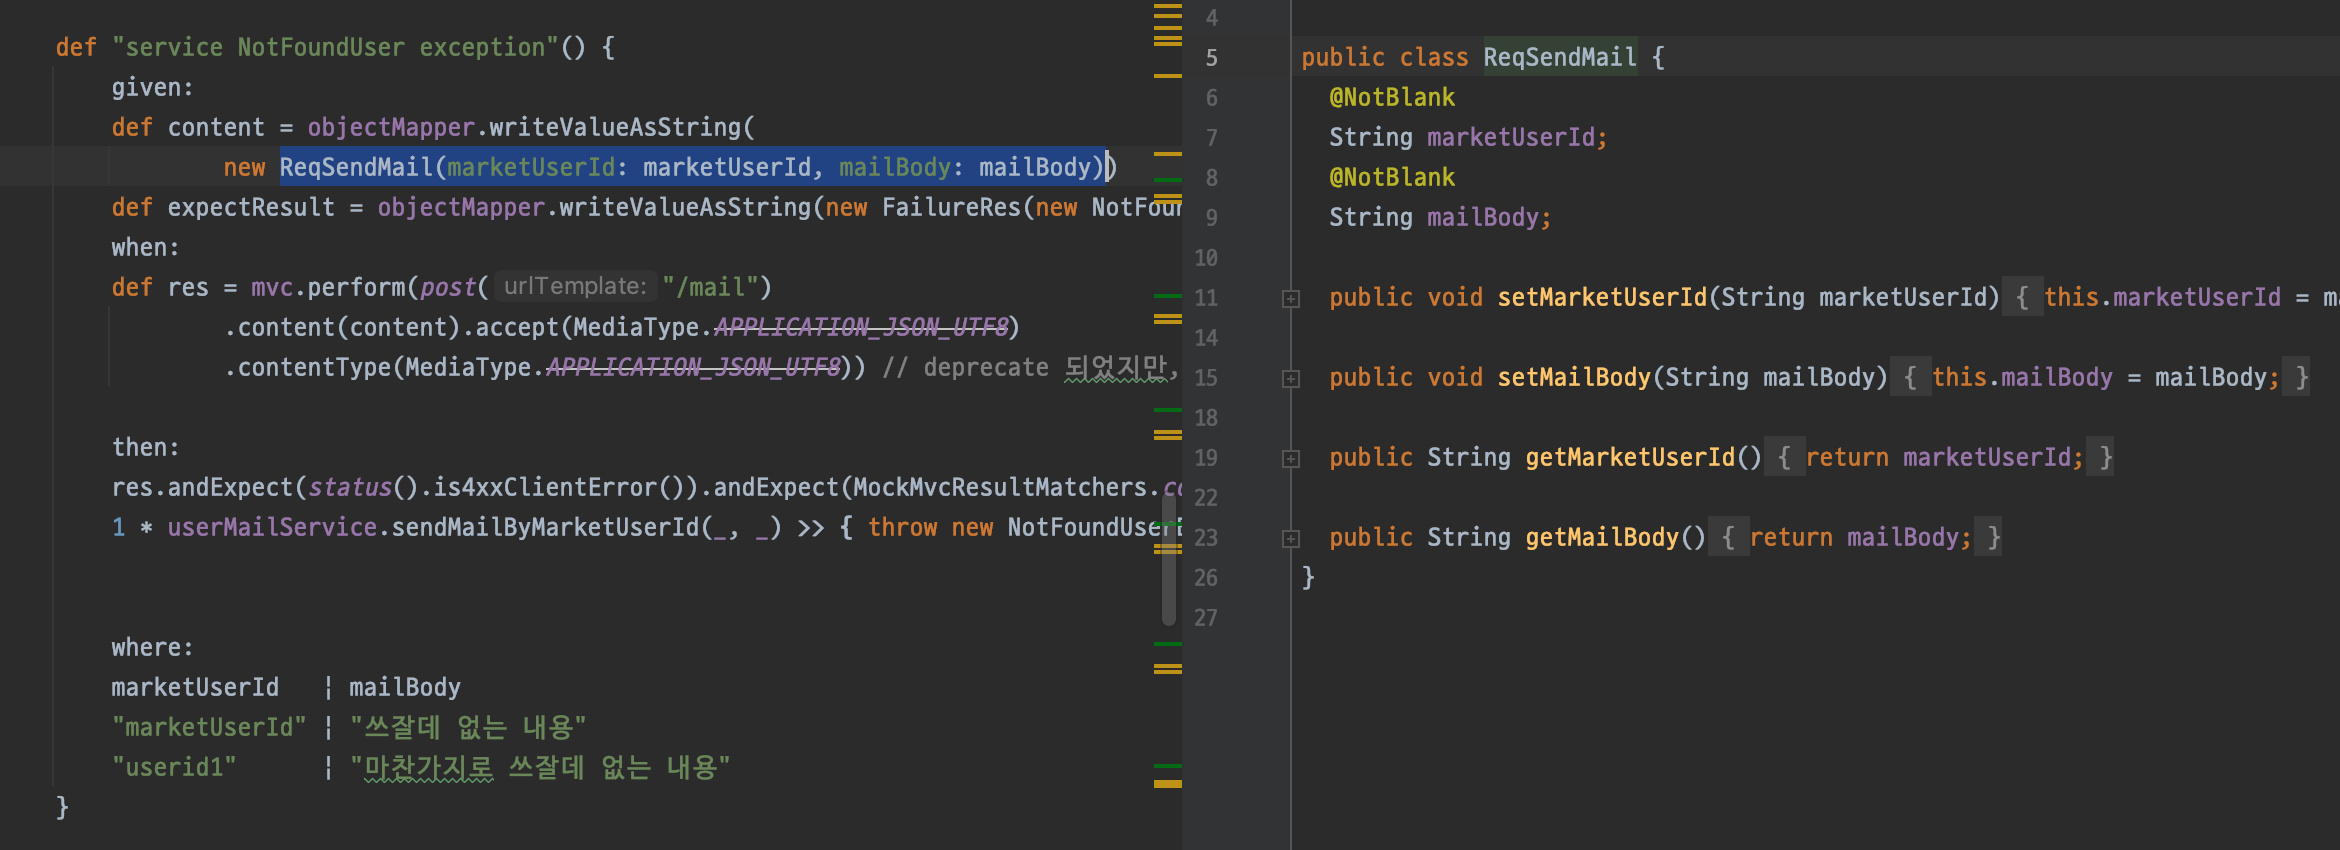 def "service NotFoundUser exception"() {
given:
def content = objectMapper.writeValueAsString(
new ReqSendMail(marketUserId: marketUserId, mailBody: mailBody))
def expectResult = objectMapper.writeValueAsString(new FailureRes(new NotFoun
when:
def res = mvc.perform(post( urlTemplate: "/mail")
.content(content).accept(MediaType.APPLICATION_JSON_UTF8)
.contentType(MediaType.APPLICATION_JSON_UTF8)) // deprecate 되었지만,
then:
res.andExpect(status().is4xxClientError()).andExpect(MockMvcResultMatchers.co
1 * userMailService.sendMailByMarketUserId(_, _) >> { throw new NotFoundUserE
where:
marketUserId ¦ mailBody
"marketUserId" ¦ "쓰잘데 없는 내용"
"userid1" ¦ "마찬가지로 쓰잘데 없는 내용"
}
4
5 public class ReqSendMail {
6 @NotBlank
7 String marketUserId;
8 @NotBlank
9 String mailBody;
10
11 public void setMarketUserId(String marketUserId) { this.marketUserId = ma
14
15 public void setMailBody(String mailBody) { this.mailBody = mailBody; }
18
19 public String getMarketUserId() { return marketUserId; }
22
23 public String getMailBody() { return mailBody; }
26 }
27